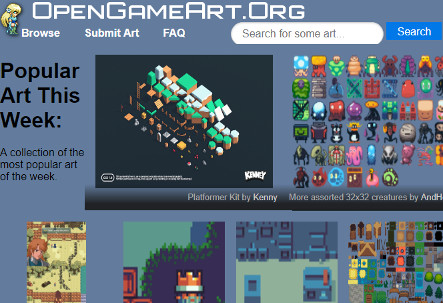 OpenGameArt.Org
Browse Submit Art FAQ
Search for some art...
Search
Popular
Art This
Week:
A collection of the
most popular art
of the week.
KENNEY
Platformer Kit by Kenny
More assorted 32x32 creatures by AndH